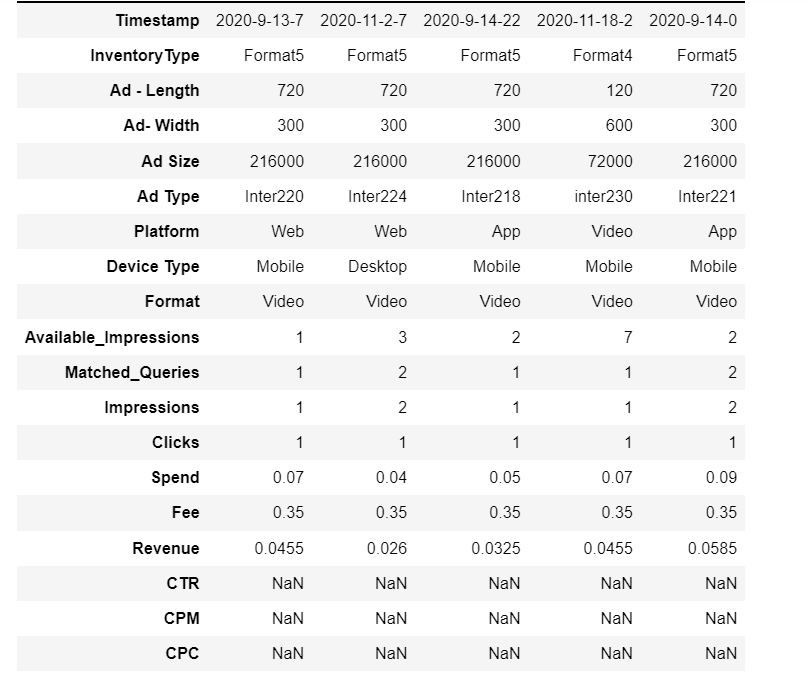 Timestamp 2020-9-13-7 2020-11-2-7 2020-9-14-22 2020-11-18-2 2020-9-14-0
InventoryType Format5 Format5 Format5 Format4 Format5
Ad - Length 720 720 720 120 720
Ad- Width 300 300 300 600 300
Ad Size 216000 216000 216000 72000 216000
Ad Type Inter220 Inter224 Inter218 inter230 Inter221
Platform Web Web App Video App
Device Type Mobile Desktop Mobile Mobile Mobile
Format Video Video Video Video Video
Available_Impressions 1 3 2 7 2
Matched_Queries 1 2 1 1 2
Impressions 1 2 1 1 2
Clicks 1 1 1 1 1
Spend 0.07 0.04 0.05 0.07 0.09
Fee 0.35 0.35 0.35 0.35 0.35
Revenue 0.0455 0.026 0.0325 0.0455 0.0585
CTR NaN NaN NaN NaN NaN
CPM NaN NaN NaN NaN NaN
CPC NaN NaN NaN NaN NaN